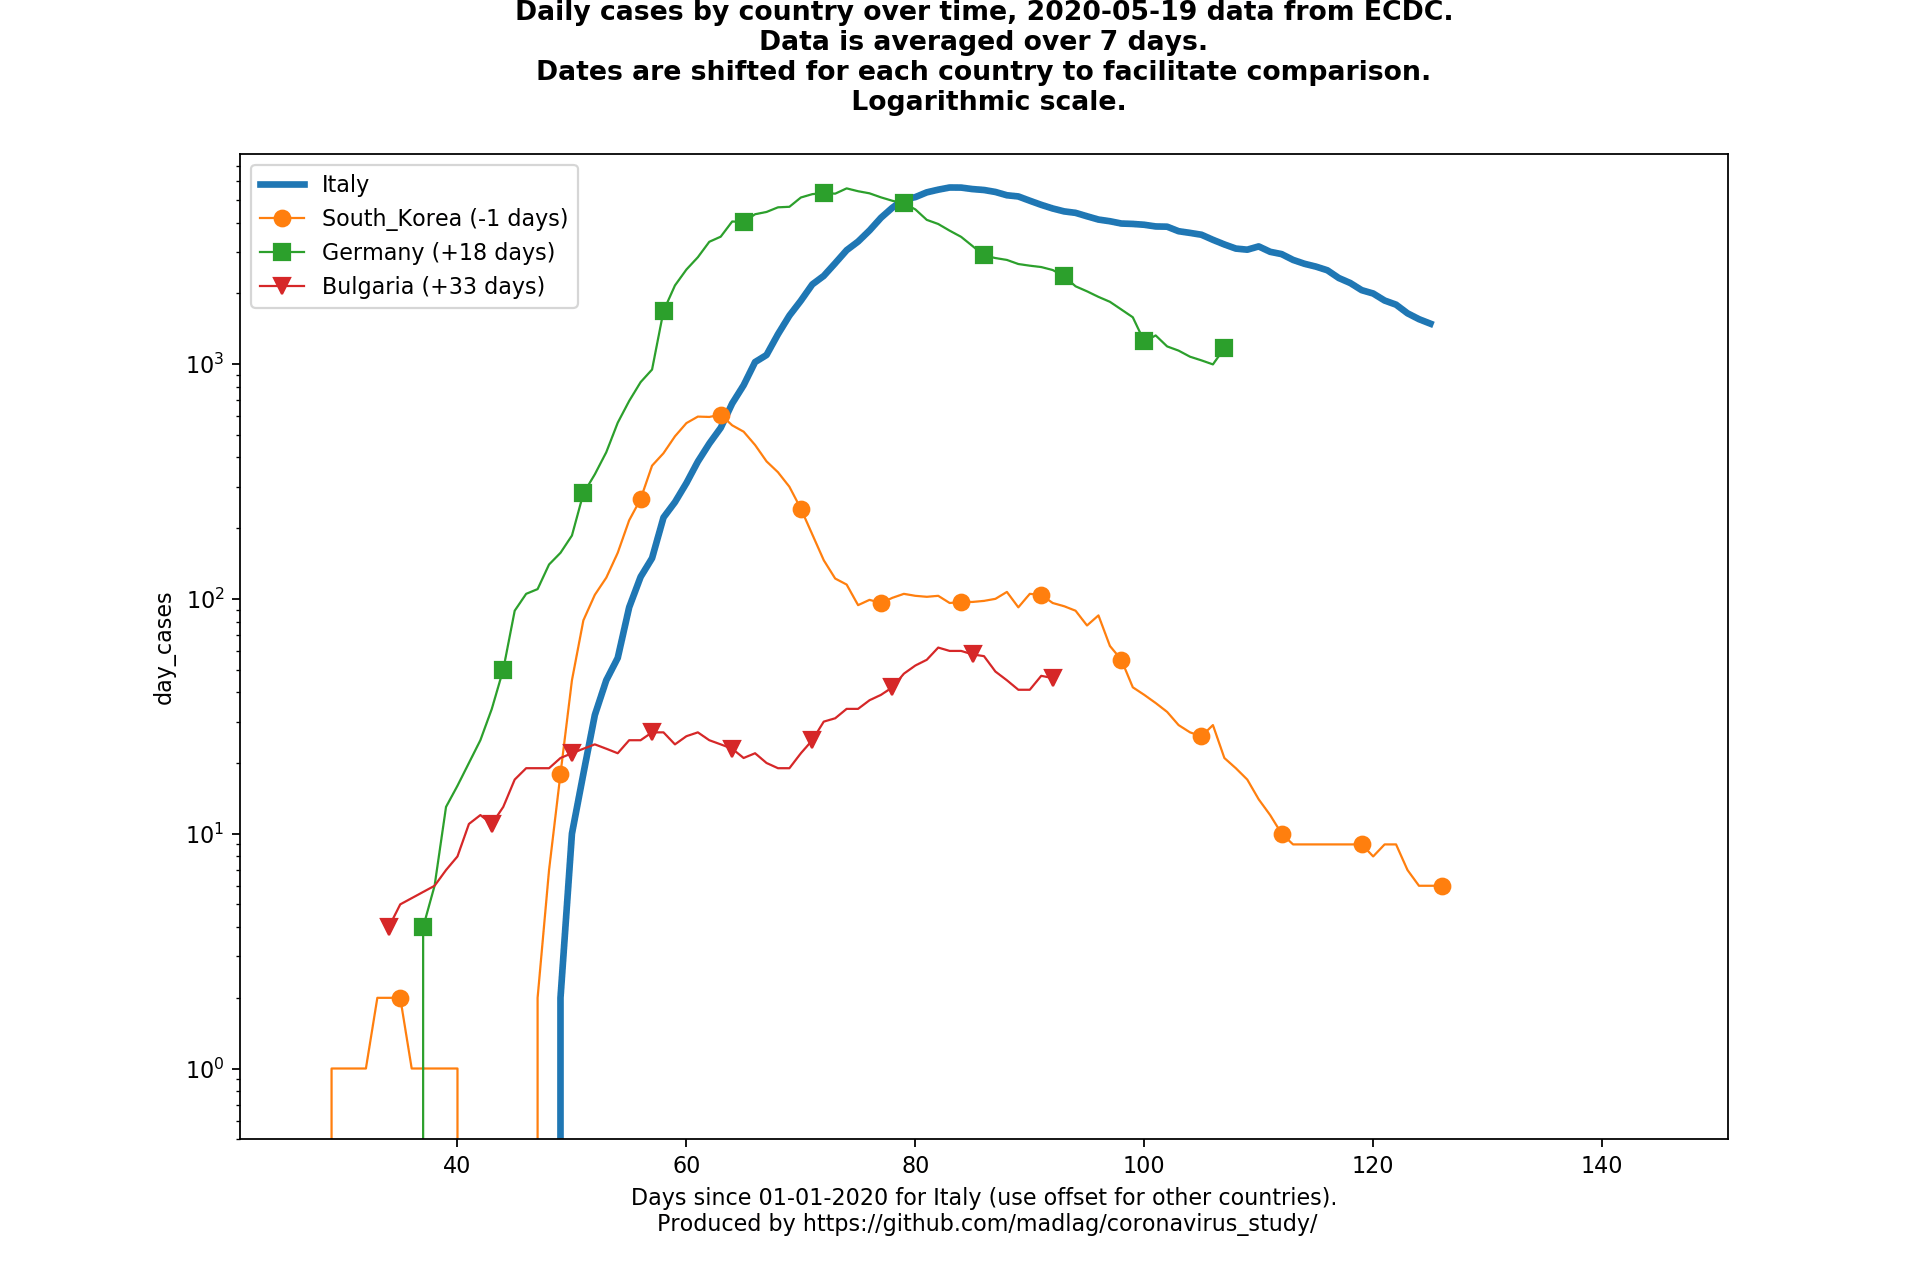 Daily cases by country over time, 2020-05-19 data from ECDC.
Data is averaged over 7 days.
Dates are shifted for each country to facilitate comparison.
Logarithmic scale.
Italy
South_Korea (-1 days)
Germany (+18 days)
Bulgaria (+33 days)
day_cases
10³
10²
10¹
10⁰
40 60 80 100 120 140
Days since 01-01-2020 for Italy (use offset for other countries).
Produced by https://github.com/madlag/coronavirus_study/